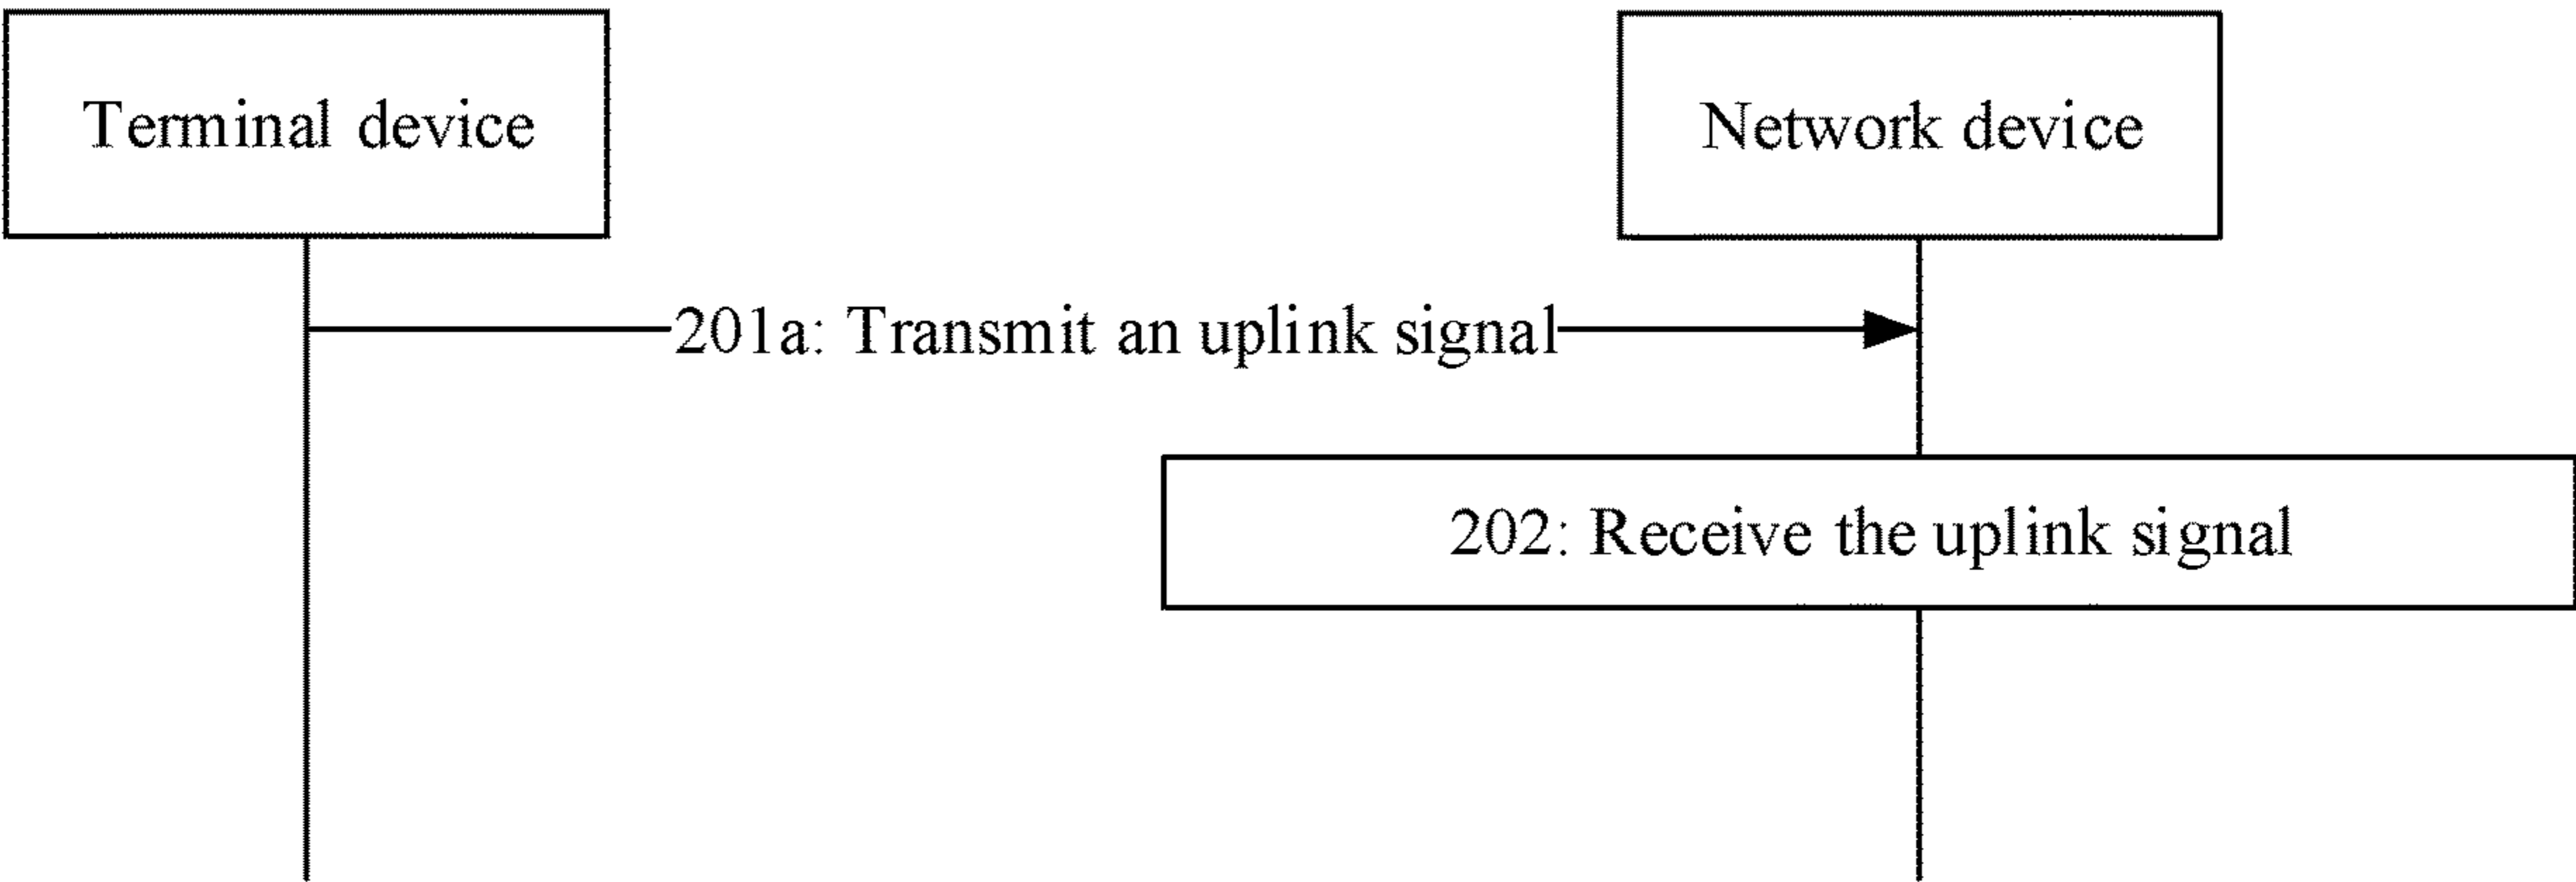 Terminal device
Network device
201a: Transmit an uplink signal
202: Receive the uplink signal